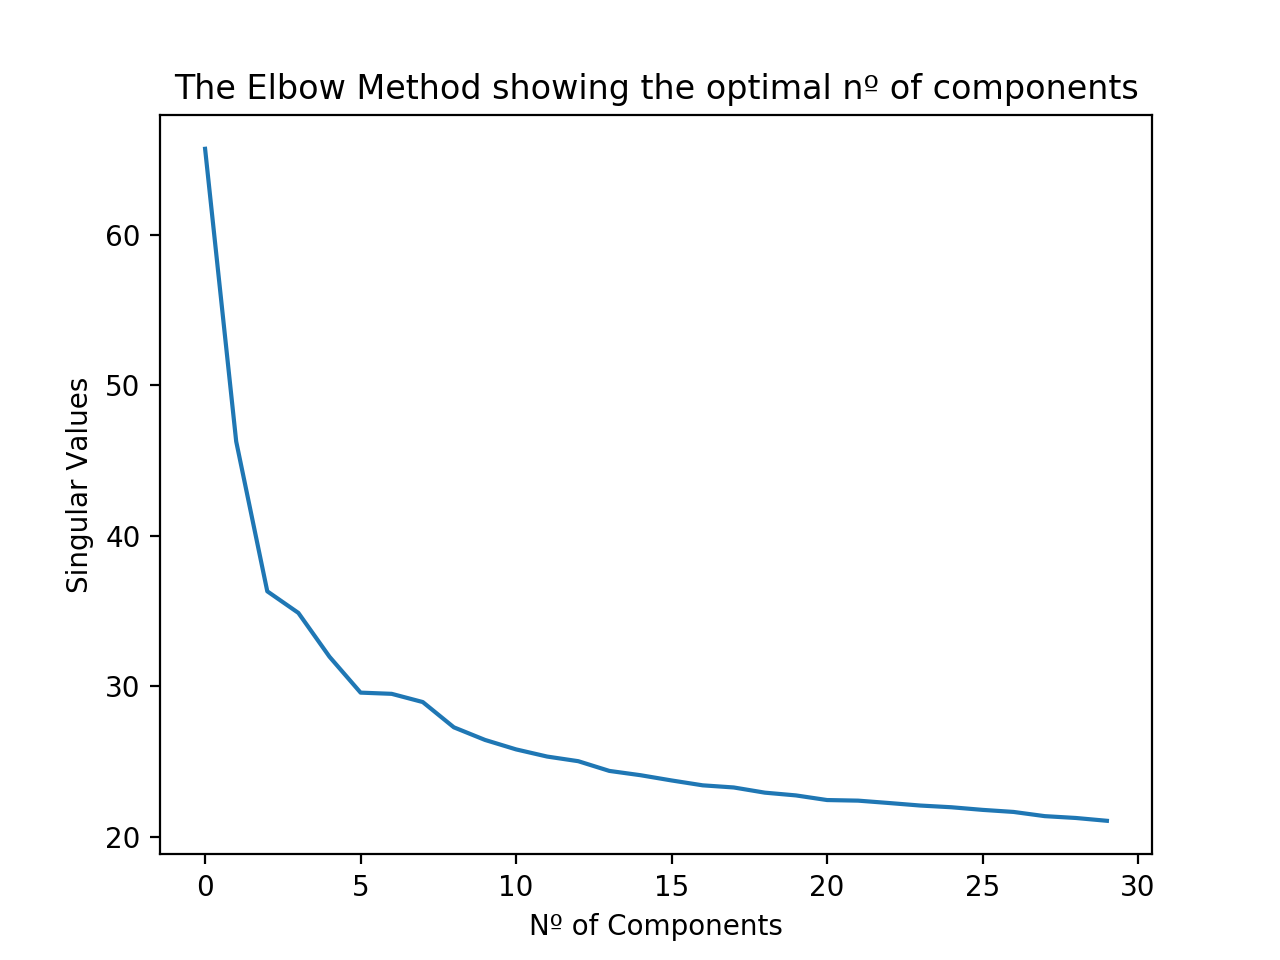 The Elbow Method showing the optimal nº of components
60
50
40
30
20
Singular Values
0 5 10 15 20 25 30
Nº of Components